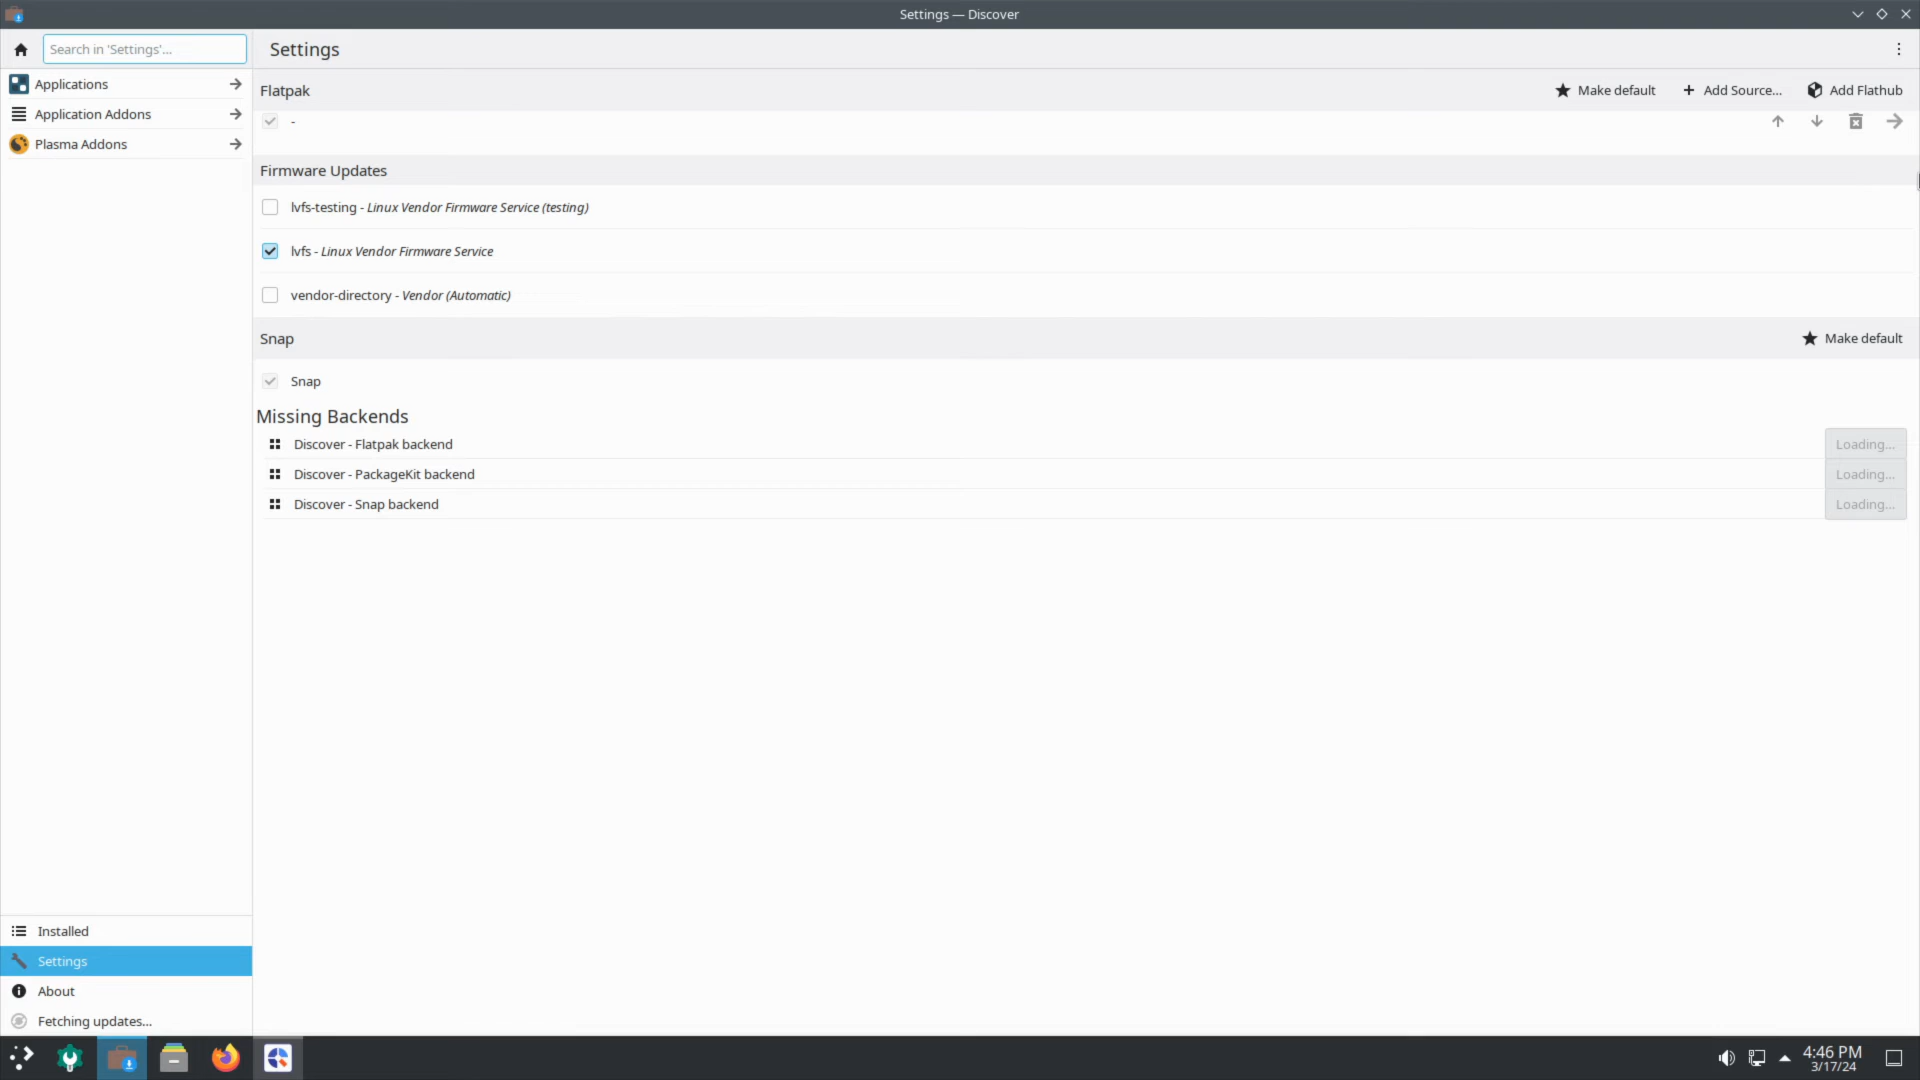 Settings — Discover
Search in 'Settings'...
Settings
Applications
Application Addons
Plasma Addons
Flatpak
Make default
Add Source...
Add Flathub
-
Firmware Updates
lvfs-testing - Linux Vendor Firmware Service (testing)
lvfs - Linux Vendor Firmware Service
vendor-directory - Vendor (Automatic)
Snap
Make default
Snap
Missing Backends
Discover - Flatpak backend
Loading...
Discover - PackageKit backend
Loading...
Discover - Snap backend
Loading...
Installed
Settings
About
Fetching updates...
4:46 PM
3/17/24